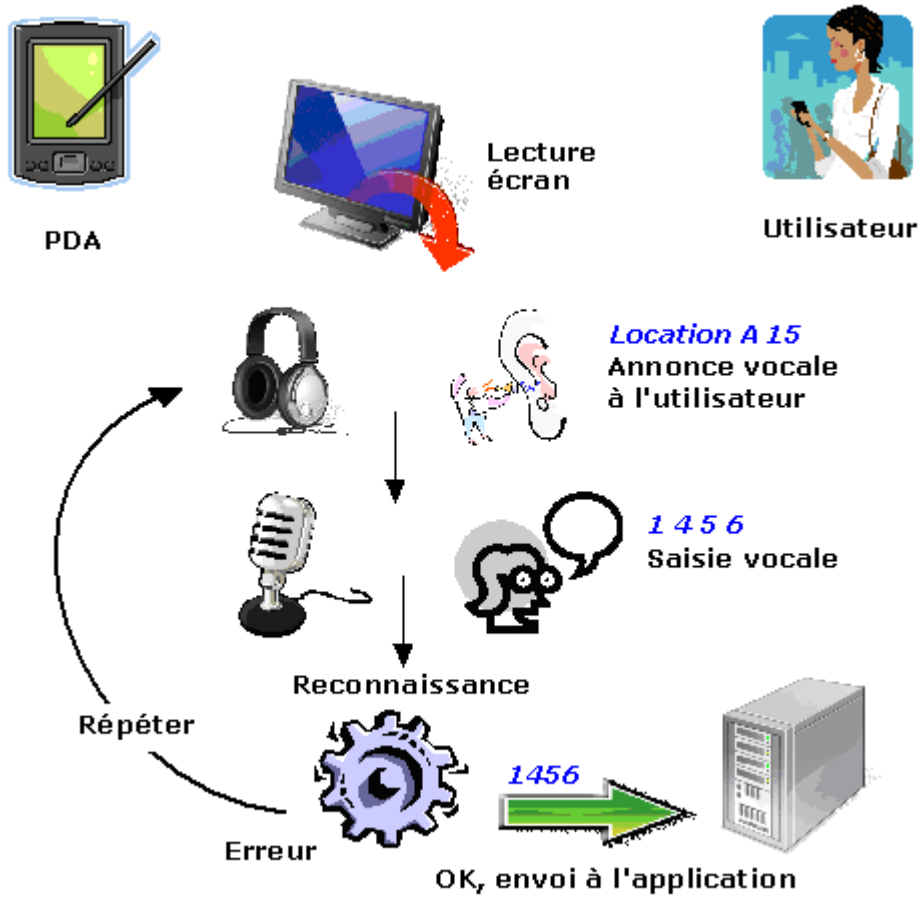 Lecture
écran
PDA
Utilisateur
Location A 15
Annonce vocale
à l'utilisateur
1 4 5 6
Saisie vocale
Reconnaissance
Répéter
1456
Erreur
OK, envoi à l'application